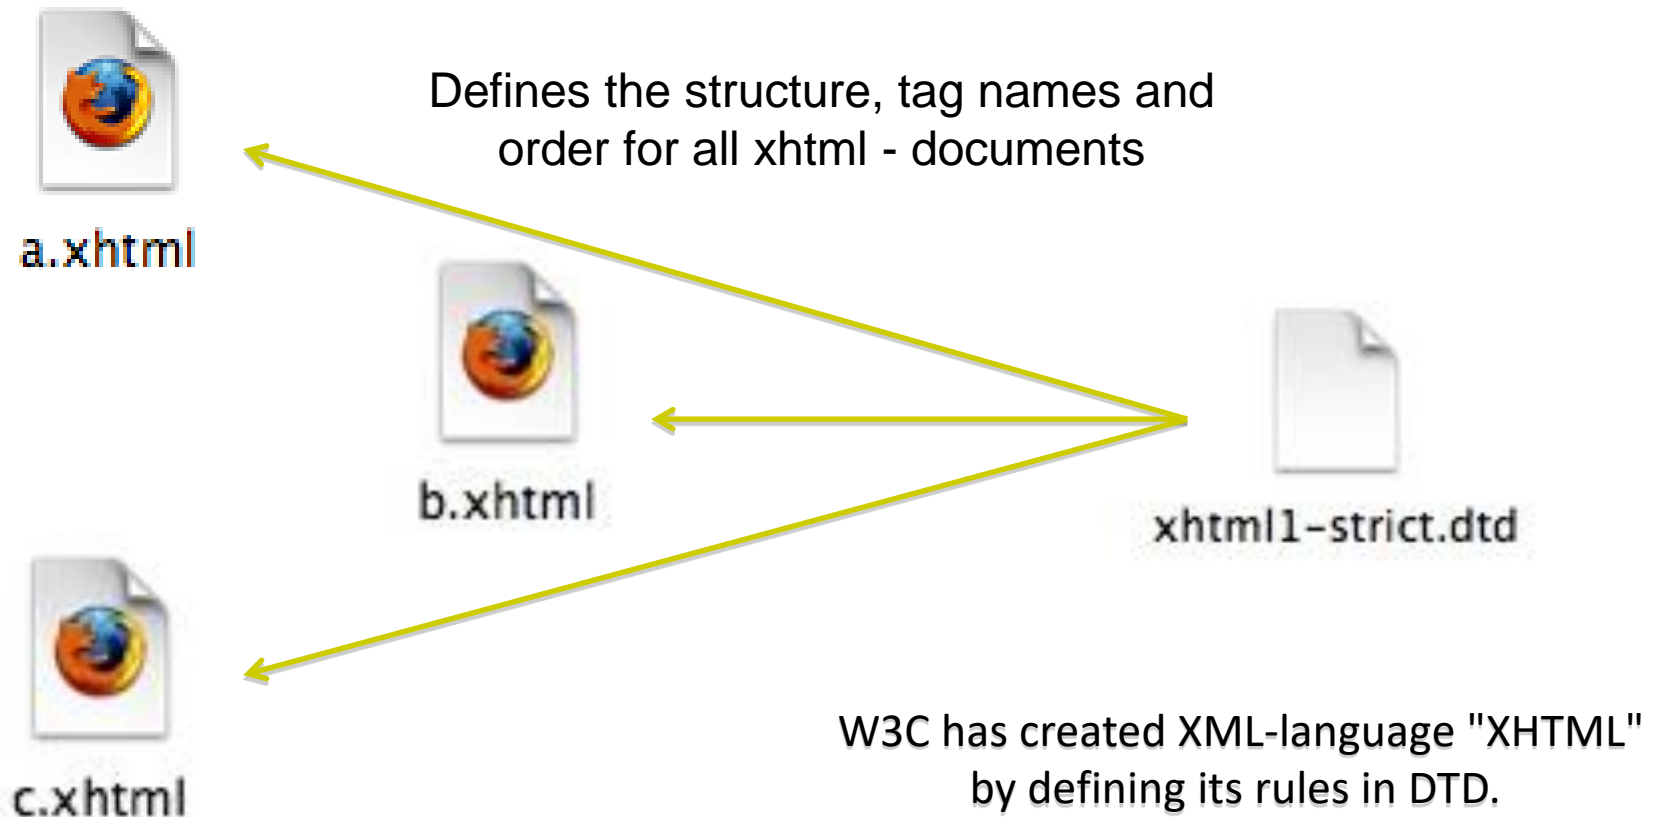 Defines the structure, tag names and
order for all xhtml - documents
a.xhtml
b.xhtml
xhtml1-strict.dtd
c.xhtml
W3C has created XML-language "XHTML"
by defining its rules in DTD.